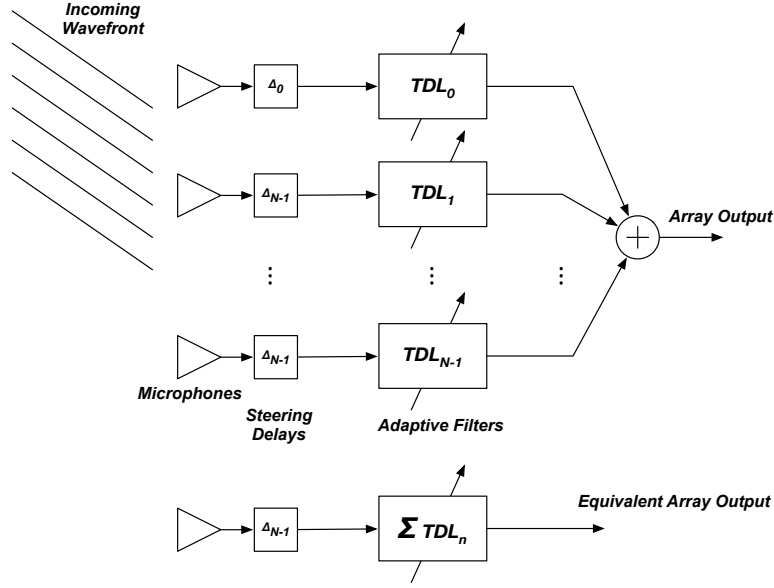 Incoming
Wavefront
Δ0
TDL0
ΔN-1
TDL1
Array Output
ΔN-1
TDLN-1
Microphones
Steering
Delays
Adaptive Filters
Equivalent Array Output
ΔN-1
Σ TDLn